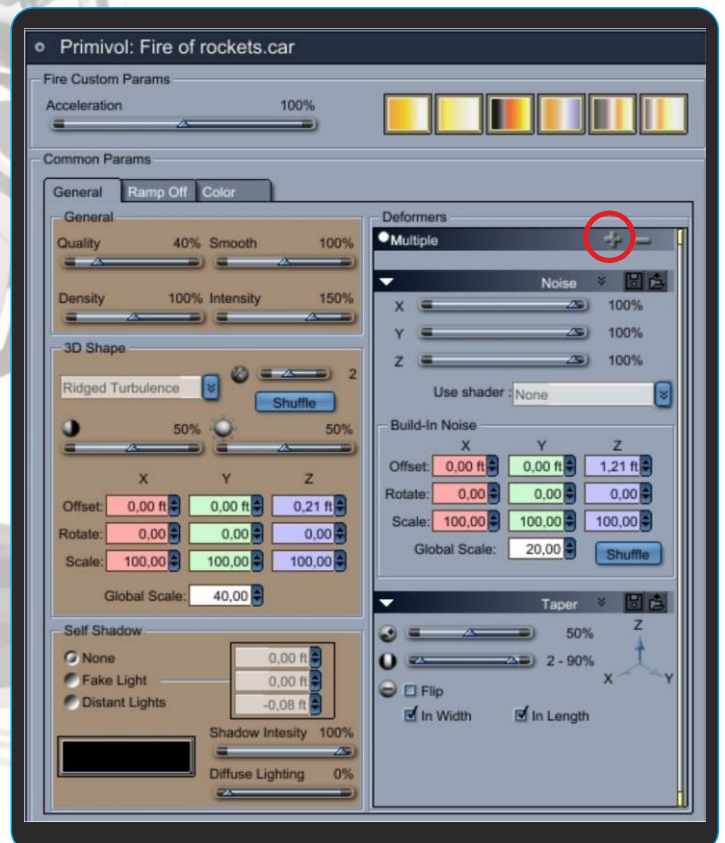 Primivol: Fire of rockets.car
Fire Custom Params
Acceleration 100%
Common Params
General Ramp Off Color
General
Quality 40% Smooth 100%
Density 100% Intensity 150%
3D Shape
Ridged Turbulence 2
Shuffle
50% 50%
X Y Z
Offset: 0,00 ft 0,00 ft 0,21 ft
Rotate: 0,00 0,00 0,00
Scale: 100,00 100,00 100,00
Global Scale: 40,00
Self Shadow
None 0,00 ft
Fake Light 0,00 ft
Distant Lights -0,08 ft
Shadow Intesity 100%
Diffuse Lighting 0%
Deformers
Multiple
Noise
X 100%
Y 100%
Z 100%
Use shader : None
Build-In Noise
X Y Z
Offset: 0,00 ft 0,00 ft 1,21 ft
Rotate: 0,00 0,00 0,00
Scale: 100,00 100,00 100,00
Global Scale: 20,00 Shuffle
Taper
50% Z
2 - 90%
X Y
Flip
In Width In Length